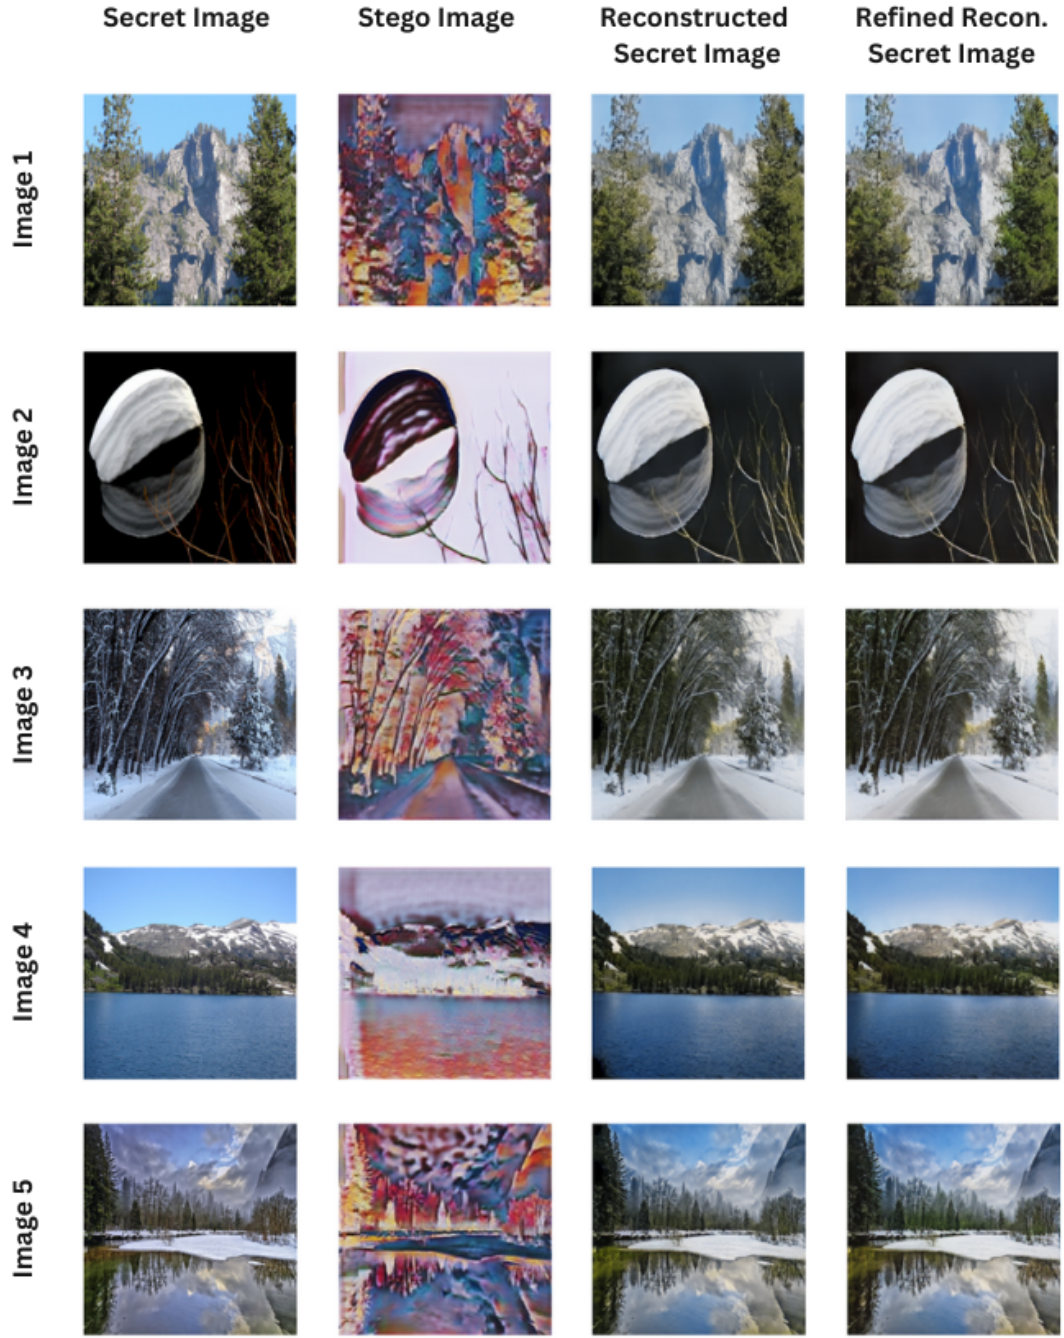 Secret Image
Stego Image
Reconstructed
Secret Image
Refined Recon.
Secret Image
Image 1
Image 2
Image 3
Image 4
Image 5